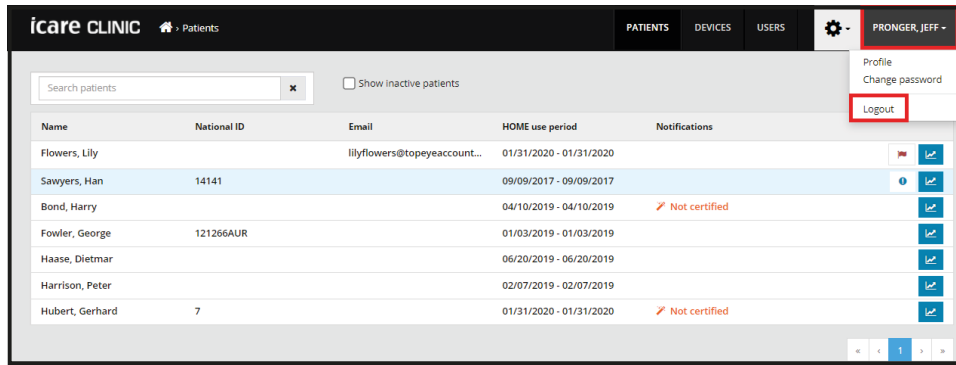 icare CLINIC > Patients PATIENTS DEVICES USERS PRONGER, JEFF
Profile
Change password
Logout
Search patients × Show inactive patients
Name National ID Email HOME use period Notifications
Flowers, Lily lilyflowers@topeyeaccount... 01/31/2020 - 01/31/2020
Sawyers, Han 14141 09/09/2017 - 09/09/2017
Bond, Harry 04/10/2019 - 04/10/2019 Not certified
Fowler, George 121266AUR 01/03/2019 - 01/03/2019
Haase, Dietmar 06/20/2019 - 06/20/2019
Harrison, Peter 02/07/2019 - 02/07/2019
Hubert, Gerhard 7 01/31/2020 - 01/31/2020 Not certified
« ‹ 1 › »